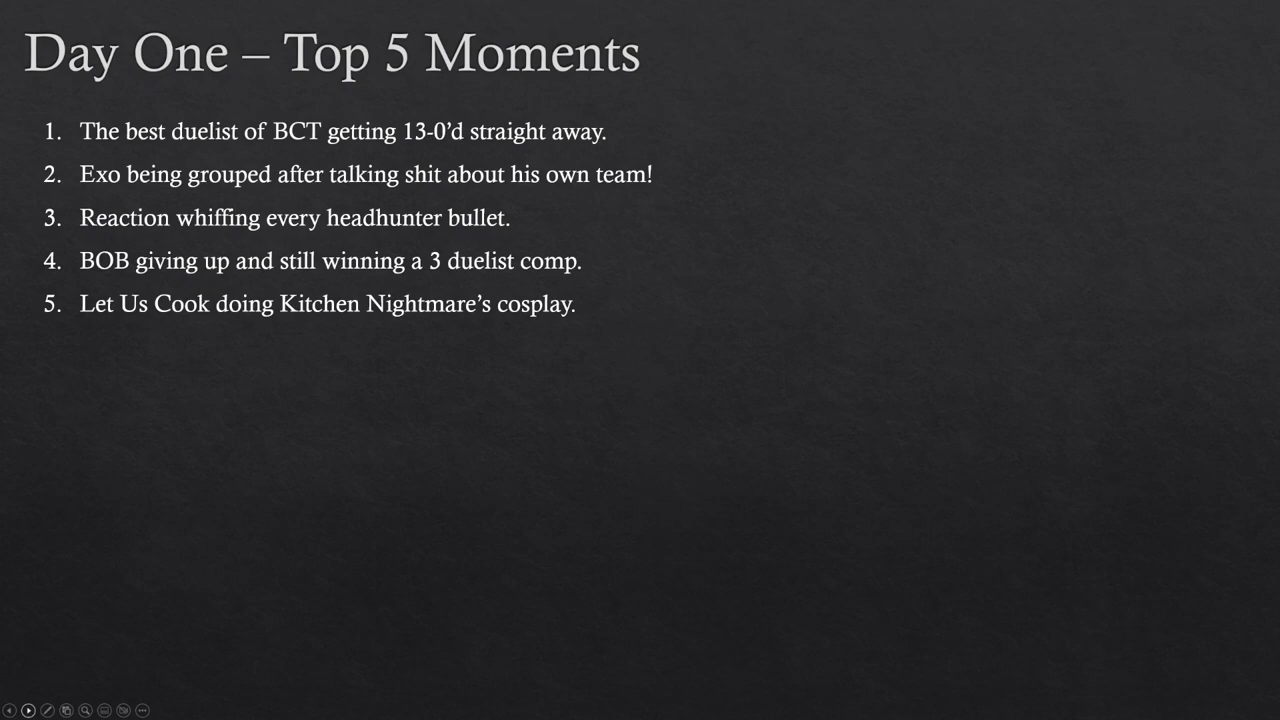 Day One – Top 5 Moments
1. The best duelist of BCT getting 13-0’d straight away.
2. Exo being grouped after talking shit about his own team!
3. Reaction whiffing every headhunter bullet.
4. BOB giving up and still winning a 3 duelist comp.
5. Let Us Cook doing Kitchen Nightmare’s cosplay.